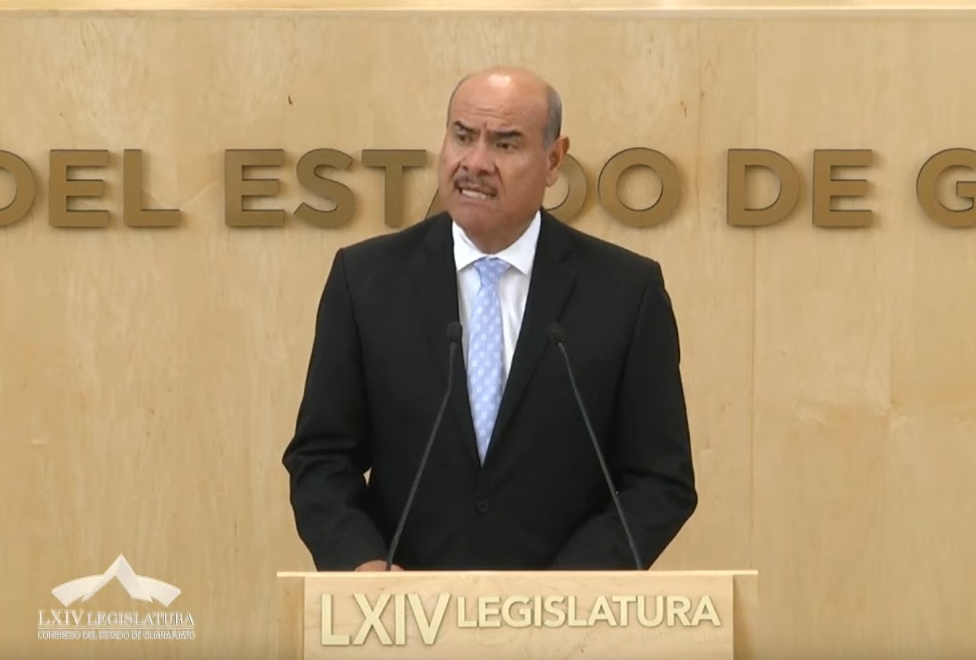 DEL ESTADO DE G
LXIV LEGISLATURA
LXIV LEGISLATURA
CONGRESO DEL ESTADO DE GUANAJUATO